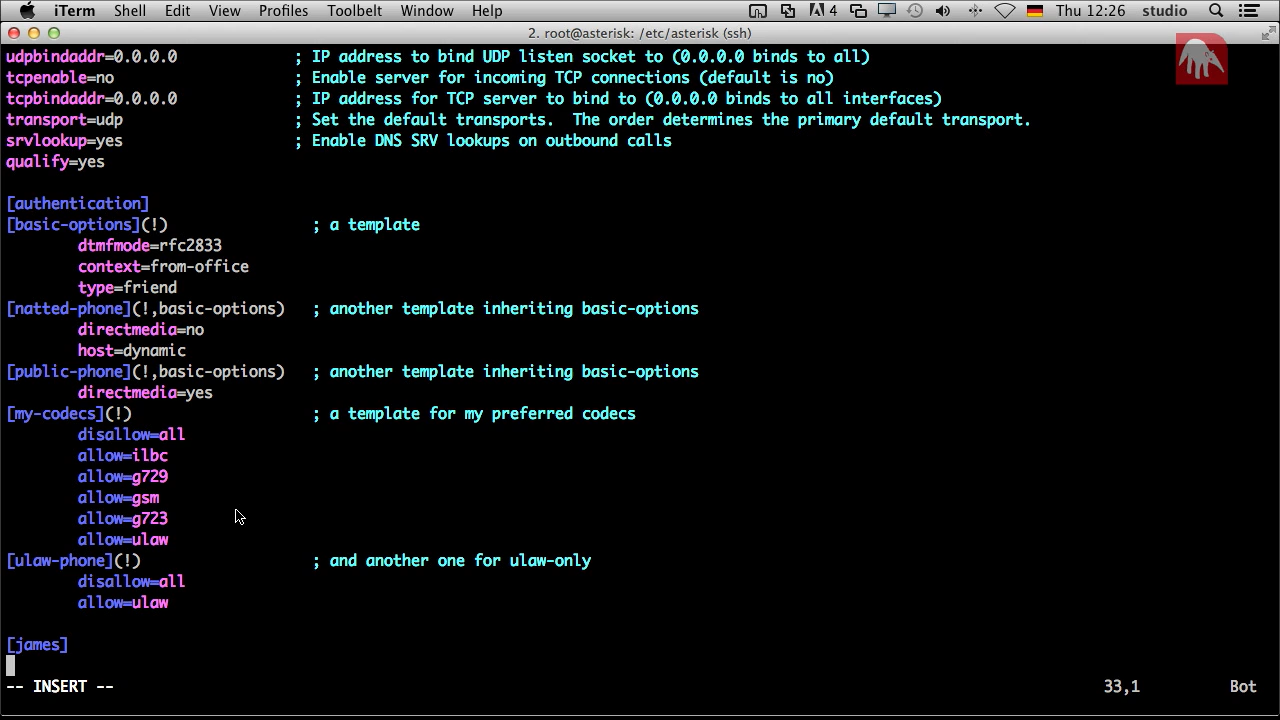 iTerm Shell Edit View Profiles Toolbelt Window Help 4 Thu 12:26 studio
2. root@asterisk: /etc/asterisk (ssh)
udpbindaddr=0.0.0.0 ; IP address to bind UDP listen socket to (0.0.0.0 binds to all)
tcpenable=no ; Enable server for incoming TCP connections (default is no)
tcpbindaddr=0.0.0.0 ; IP address for TCP server to bind to (0.0.0.0 binds to all interfaces)
transport=udp ; Set the default transports.  The order determines the primary default transport.
srvlookup=yes ; Enable DNS SRV lookups on outbound calls
qualify=yes
[authentication]
[basic-options](!) ; a template
dtmfmode=rfc2833
context=from-office
type=friend
[natted-phone](!,basic-options) ; another template inheriting basic-options
directmedia=no
host=dynamic
[public-phone](!,basic-options) ; another template inheriting basic-options
directmedia=yes
[my-codecs](!) ; a template for my preferred codecs
disallow=all
allow=ilbc
allow=g729
allow=gsm
allow=g723
allow=ulaw
[ulaw-phone](!) ; and another one for ulaw-only
disallow=all
allow=ulaw
[james]
-- INSERT -- 33,1 Bot